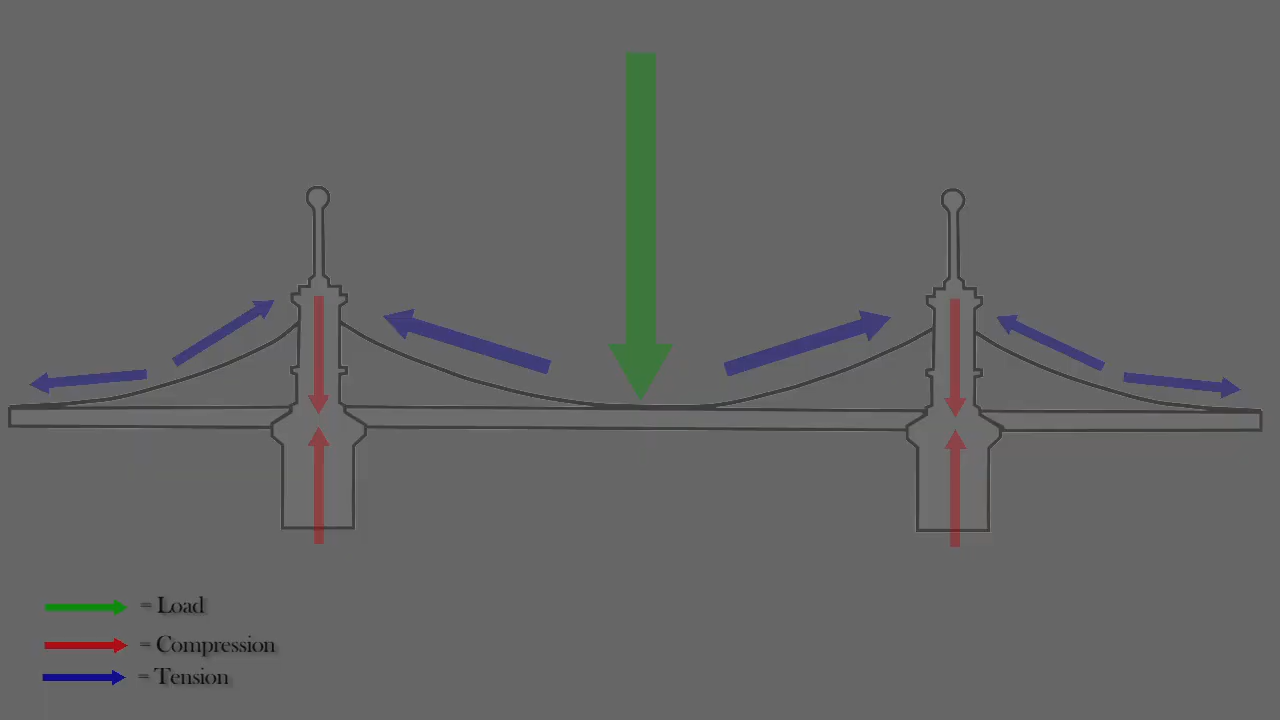 = Load
= Compression
= Tension